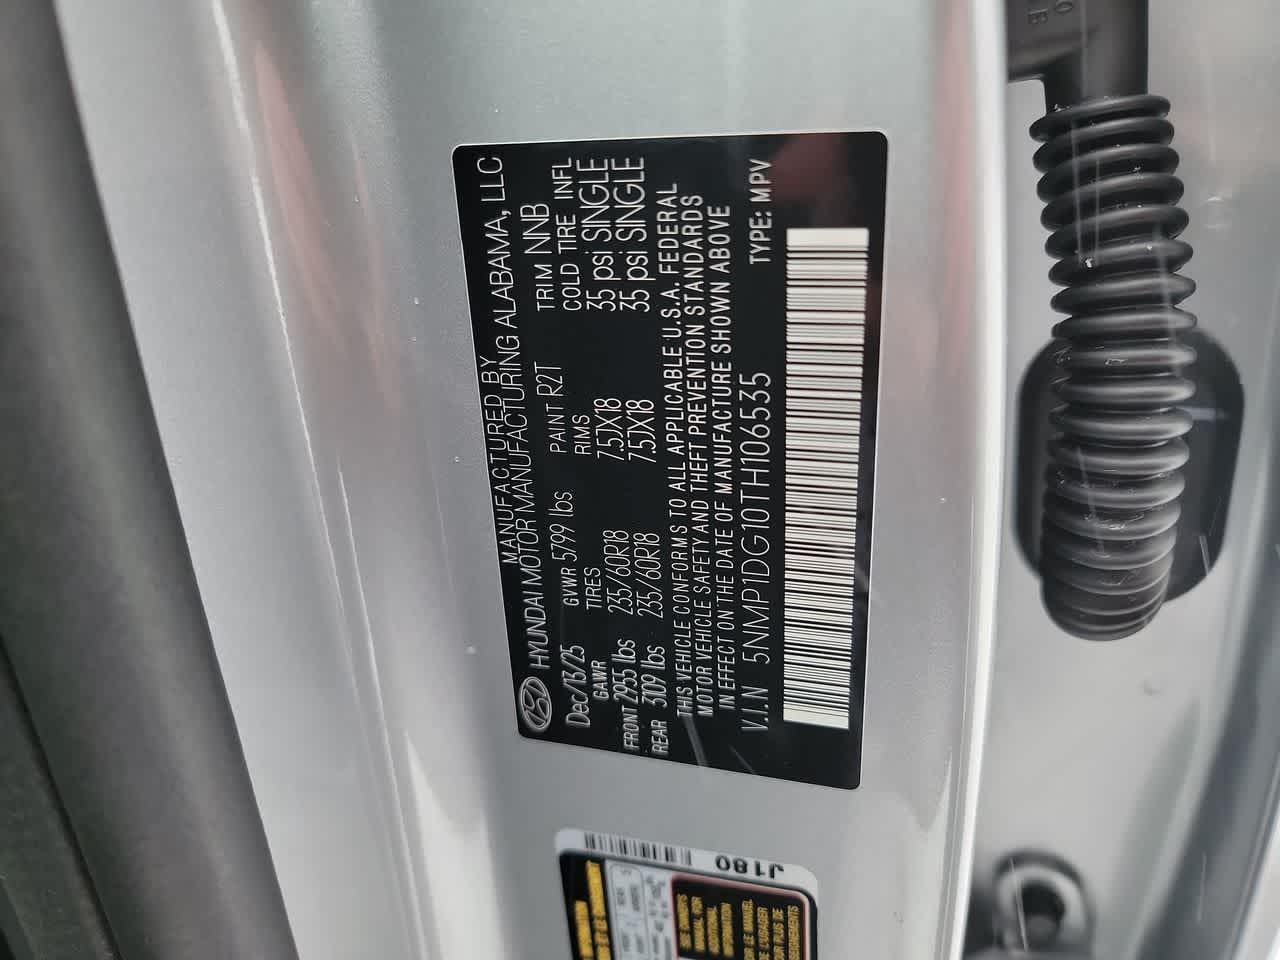 MANUFACTURED BY
HYUNDAI MOTOR MANUFACTURING ALABAMA, LLC
Dec/13/25 GVWR 5799 lbs PAINT R2T TRIM NNB
GAWR TIRES RIMS COLD TIRE INFL
FRONT 2955 lbs 235/60R18 7.5JX18 35 psi SINGLE
REAR 3109 lbs 235/60R18 7.5JX18 35 psi SINGLE
THIS VEHICLE CONFORMS TO ALL APPLICABLE U.S.A. FEDERAL
MOTOR VEHICLE SAFETY AND THEFT PREVENTION STANDARDS
IN EFFECT ON THE DATE OF MANUFACTURE SHOWN ABOVE
V.I.N 5NMP1DG10TH106535 TYPE: MPV
J180